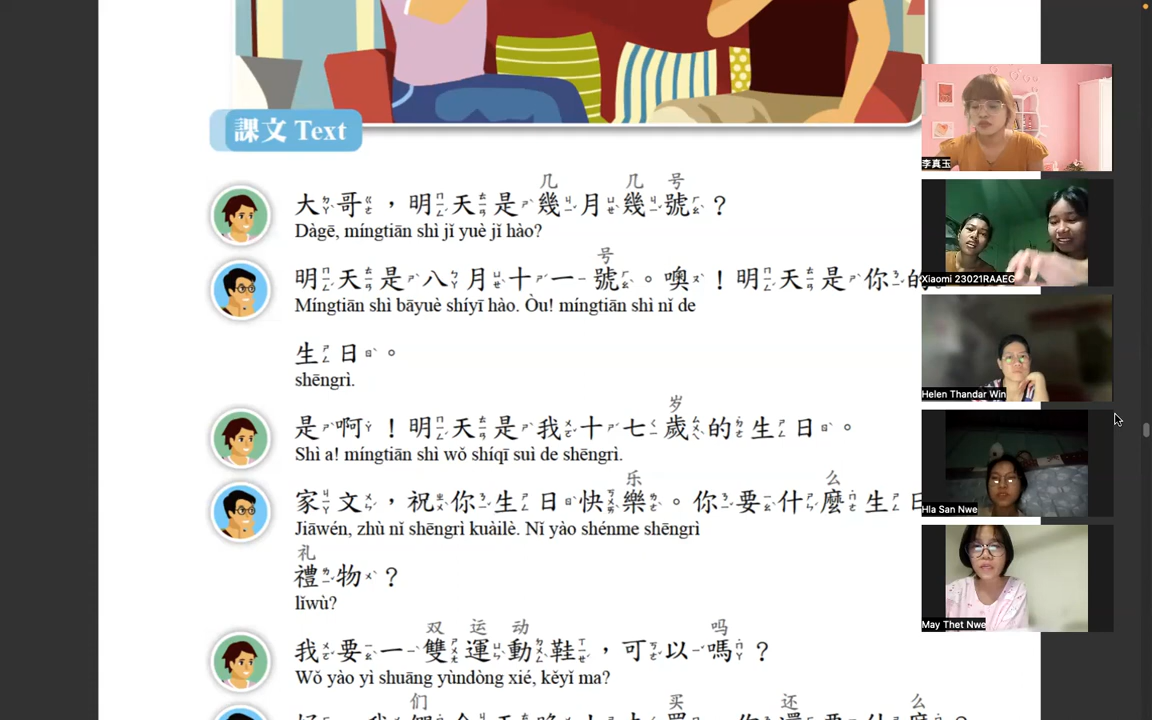 課文 Text
几 几 号
大哥，明天是幾月幾號？
Dàgē, míngtiān shì jǐ yuè jǐ hào?
号
明天是八月十一號。噢！明天是你的
Míngtiān shì bāyuè shíyī hào. Òu! míngtiān shì nǐ de
生日。
shēngrì.
岁
是啊！明天是我十七歲的生日。
Shì a! míngtiān shì wǒ shíqī suì de shēngrì.
乐 么
家文，祝你生日快樂。你要什麼生日
Jiāwén, zhù nǐ shēngrì kuàilè. Nǐ yào shénme shēngrì
礼
禮物？
lǐwù?
双 运 动 吗
我要一雙運動鞋，可以嗎？
Wǒ yào yì shuāng yùndòng xié, kěyǐ ma?
们 买 还 么
李真玉
Xiaomi 23021RAAEG
Helen Thandar Win
Hla San Nwe
May Thet Nwe